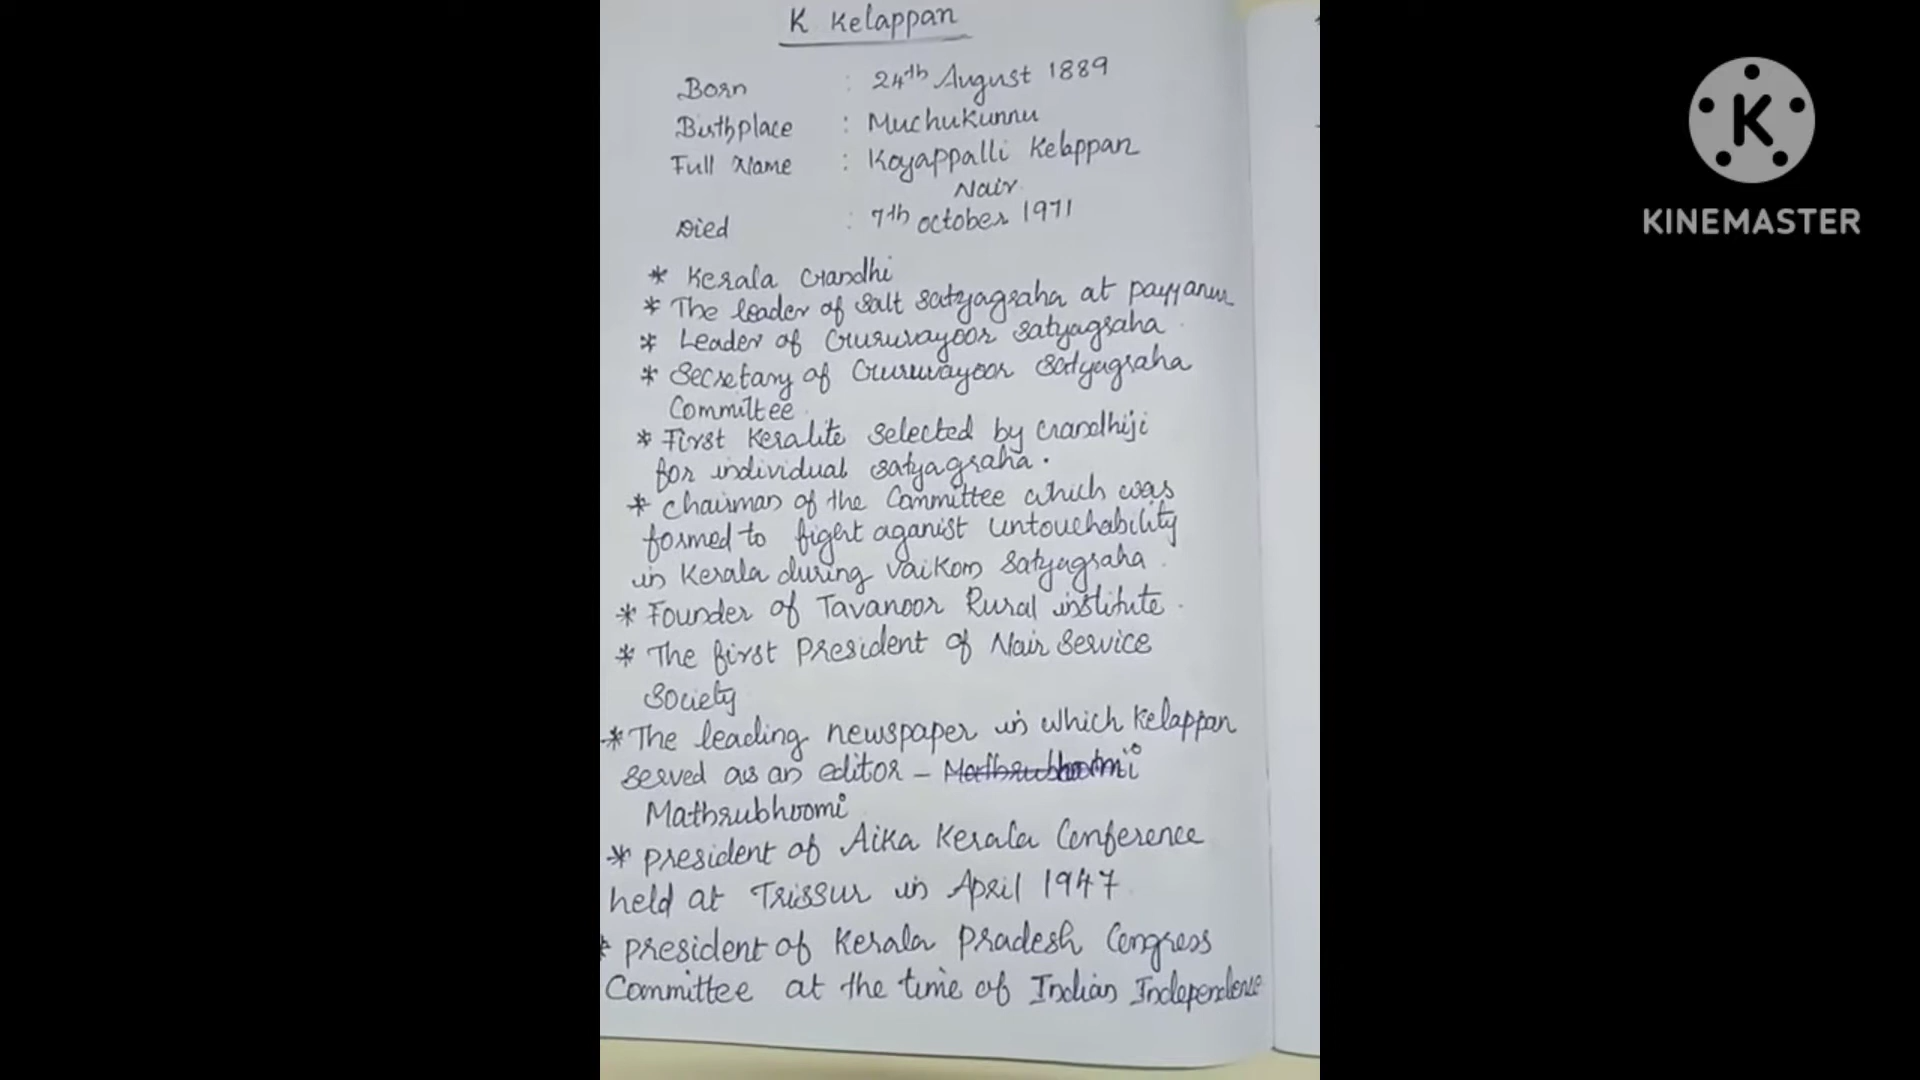 K Kelappan
Born : 24th August 1889
Birthplace : Muchukunnu
Full Name : Koyappalli Kelappan
Nair
Died : 7th october 1971
* Kerala Gandhi
* The leader of salt satyagraha at payyanur
* Leader of Guruvayoor satyagraha
* Secretary of Guruvayoor satyagraha
Committee
* First Keralite selected by Gandhiji
for individual satyagraha.
* Chairman of the Committee which was
formed to fight aganist untouchability
in Kerala during vaikom satyagraha
* Founder of Tavanoor Rural institute.
* The first President of Nair Service
Society
* The leading newspaper in which Kelappan
served as an editor - Mathrubhoomi
Mathrubhoomi
* president of Aika Kerala Conference
held at Trissur in April 1947
* president of Kerala pradesh Congress
Committee at the time of Indian Independence
K
KINEMASTER